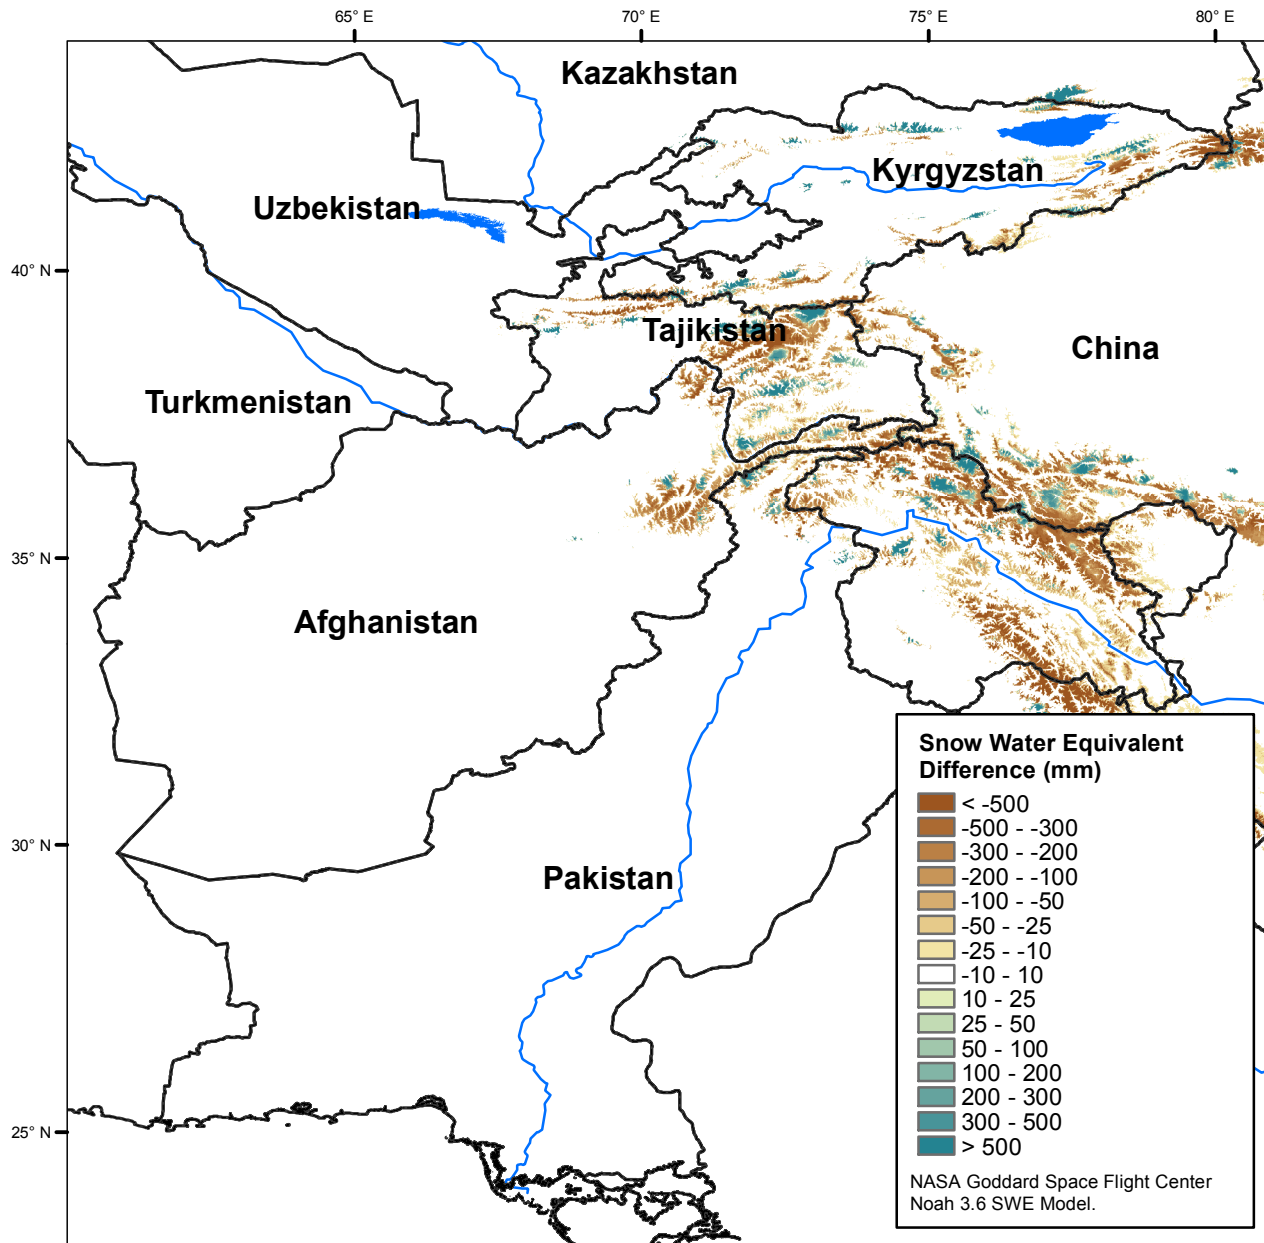 65° E
70° E
75° E
80° E
Kazakhstan
Kyrgyzstan
Uzbekistan
40° N
Tajikistan
China
Turkmenistan
35° N
Afghanistan
Snow Water Equivalent
Difference (mm)
< -500
-500 - -300
-300 - -200
-200 - -100
-100 - -50
-50 - -25
-25 - -10
-10 - 10
10 - 25
25 - 50
50 - 100
100 - 200
200 - 300
300 - 500
> 500
NASA Goddard Space Flight Center
Noah 3.6 SWE Model.
30° N
Pakistan
25° N